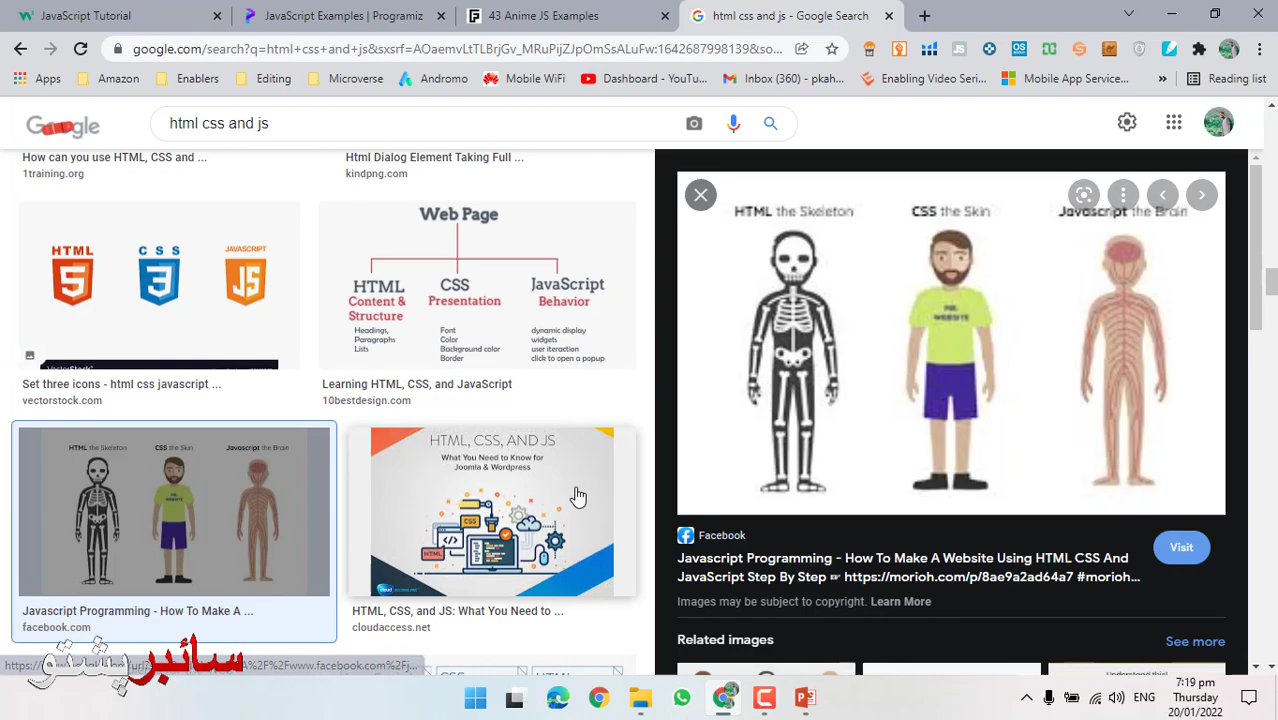 JavaScript Tutorial
JavaScript Examples | Programiz
43 Anime JS Examples
html css and js - Google Search
google.com/search?q=html+css+and+js&sxsrf=AOaemvLtTLBrjGv_MRuPijZJpOmSsALuFw:1642687998139&so...
Apps
Amazon
Enablers
Editing
Microverse
Andromo
Mobile WiFi
Dashboard - YouTu...
Inbox (360) - pkah...
Enabling Video Seri...
Mobile App Service...
»
Reading list
Google
html css and js
How can you use HTML, CSS and ...
1training.org
Html Dialog Element Taking Full ...
kindpng.com
HTML
5
CSS
3
JAVASCRIPT
JS
Set three icons - html css javascript ...
vectorstock.com
Web Page
HTML
Content &
Structure
Headings,
Paragraphs
Lists
CSS
Presentation
Font
Color
Background color
Border
JavaScript
Behavior
dynamic display
widgets
user iteraction
click to open a popup
Learning HTML, CSS, and JavaScript
10bestdesign.com
HTML the Skeleton
CSS the Skin
Javascript the Brain
Javascript Programming - How To Make A ...
facebook.com
HTML, CSS, AND JS
What You Need to Know for
Joomla & Wordpress
CSS
HTML
HTML, CSS, and JS: What You Need to ...
cloudaccess.net
HTML the Skeleton
CSS the Skin
Javascript the Brain
MR.
WEBSITE
Facebook
Javascript Programming - How To Make A Website Using HTML CSS And
JavaScript Step By Step ☞ https://morioh.com/p/8ae9a2ad64a7 #morioh...
Visit
Images may be subject to copyright. Learn More
Related images
See more
سائبر پښتو
ENG
7:19 pm
Thursday
20/01/2022